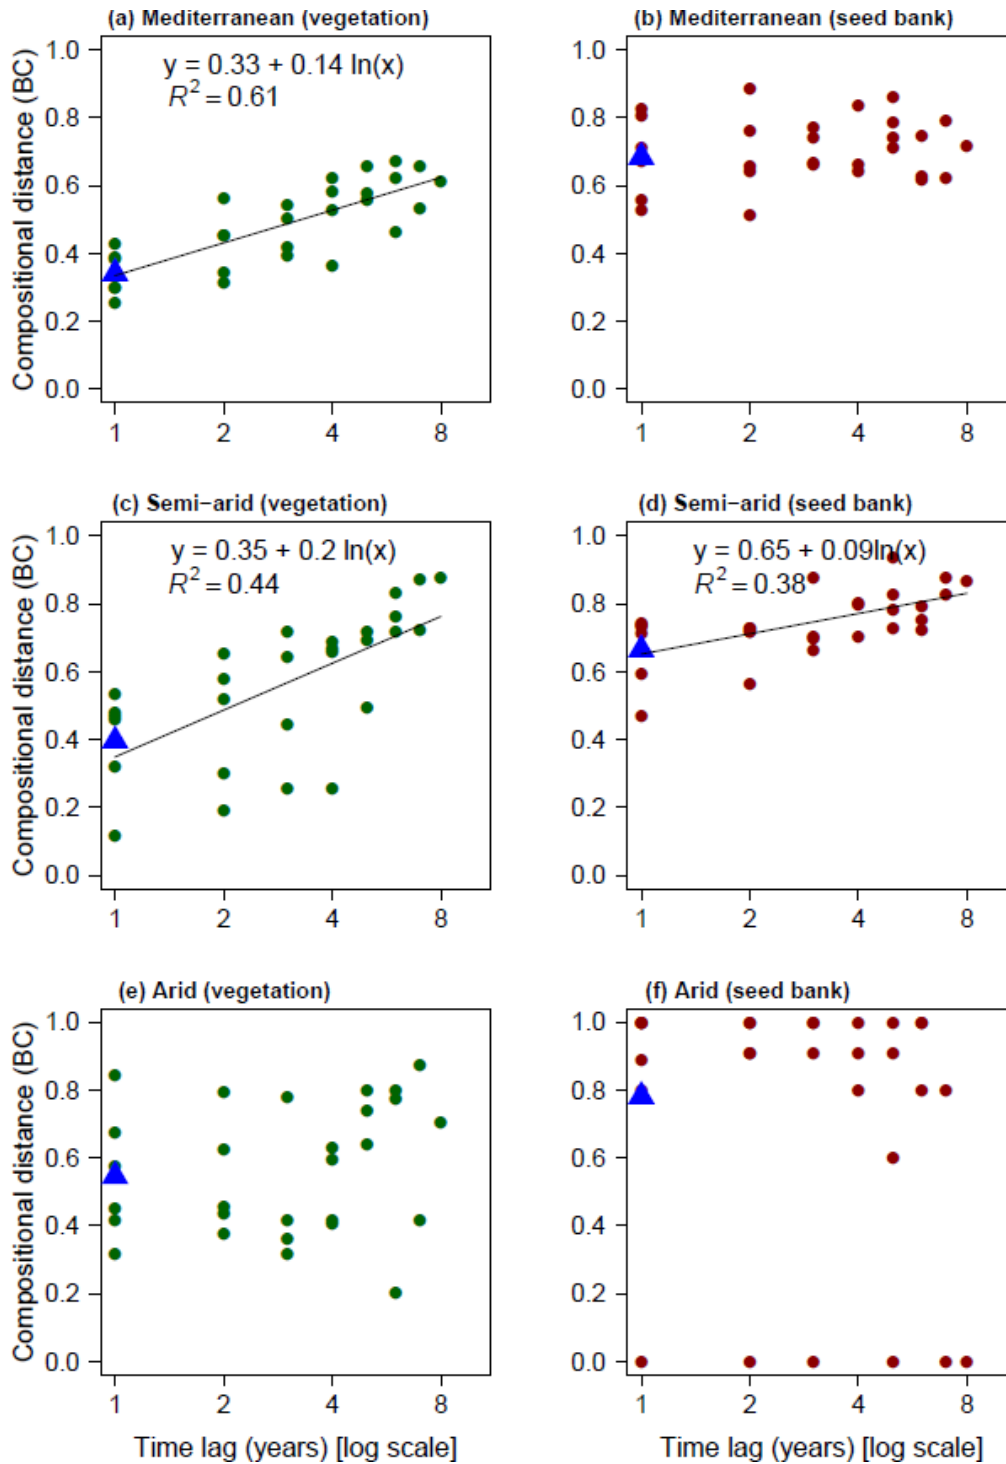 (a) Mediterranean (vegetation)
Compositional distance (BC)
1.0
0.8
0.6
0.4
0.2
0.0
y = 0.33 + 0.14 ln(x)
R² = 0.61
1 2 4 8
(b) Mediterranean (seed bank)
1.0
0.8
0.6
0.4
0.2
0.0
1 2 4 8
(c) Semi−arid (vegetation)
Compositional distance (BC)
1.0
0.8
0.6
0.4
0.2
0.0
y = 0.35 + 0.2 ln(x)
R² = 0.44
1 2 4 8
(d) Semi−arid (seed bank)
1.0
0.8
0.6
0.4
0.2
0.0
y = 0.65 + 0.09ln(x)
R² = 0.38
1 2 4 8
(e) Arid (vegetation)
Compositional distance (BC)
1.0
0.8
0.6
0.4
0.2
0.0
1 2 4 8
Time lag (years) [log scale]
(f) Arid (seed bank)
1.0
0.8
0.6
0.4
0.2
0.0
1 2 4 8
Time lag (years) [log scale]